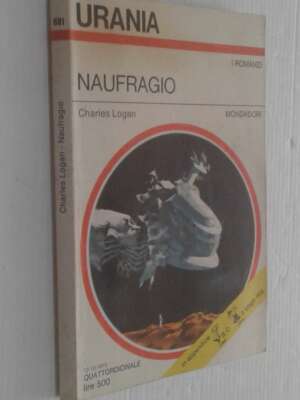 681
Charles Logan - Naufragio
URANIA
I ROMANZI
NAUFRAGIO
Charles Logan
MONDADORI
QUATTORDICINALE
lire 500